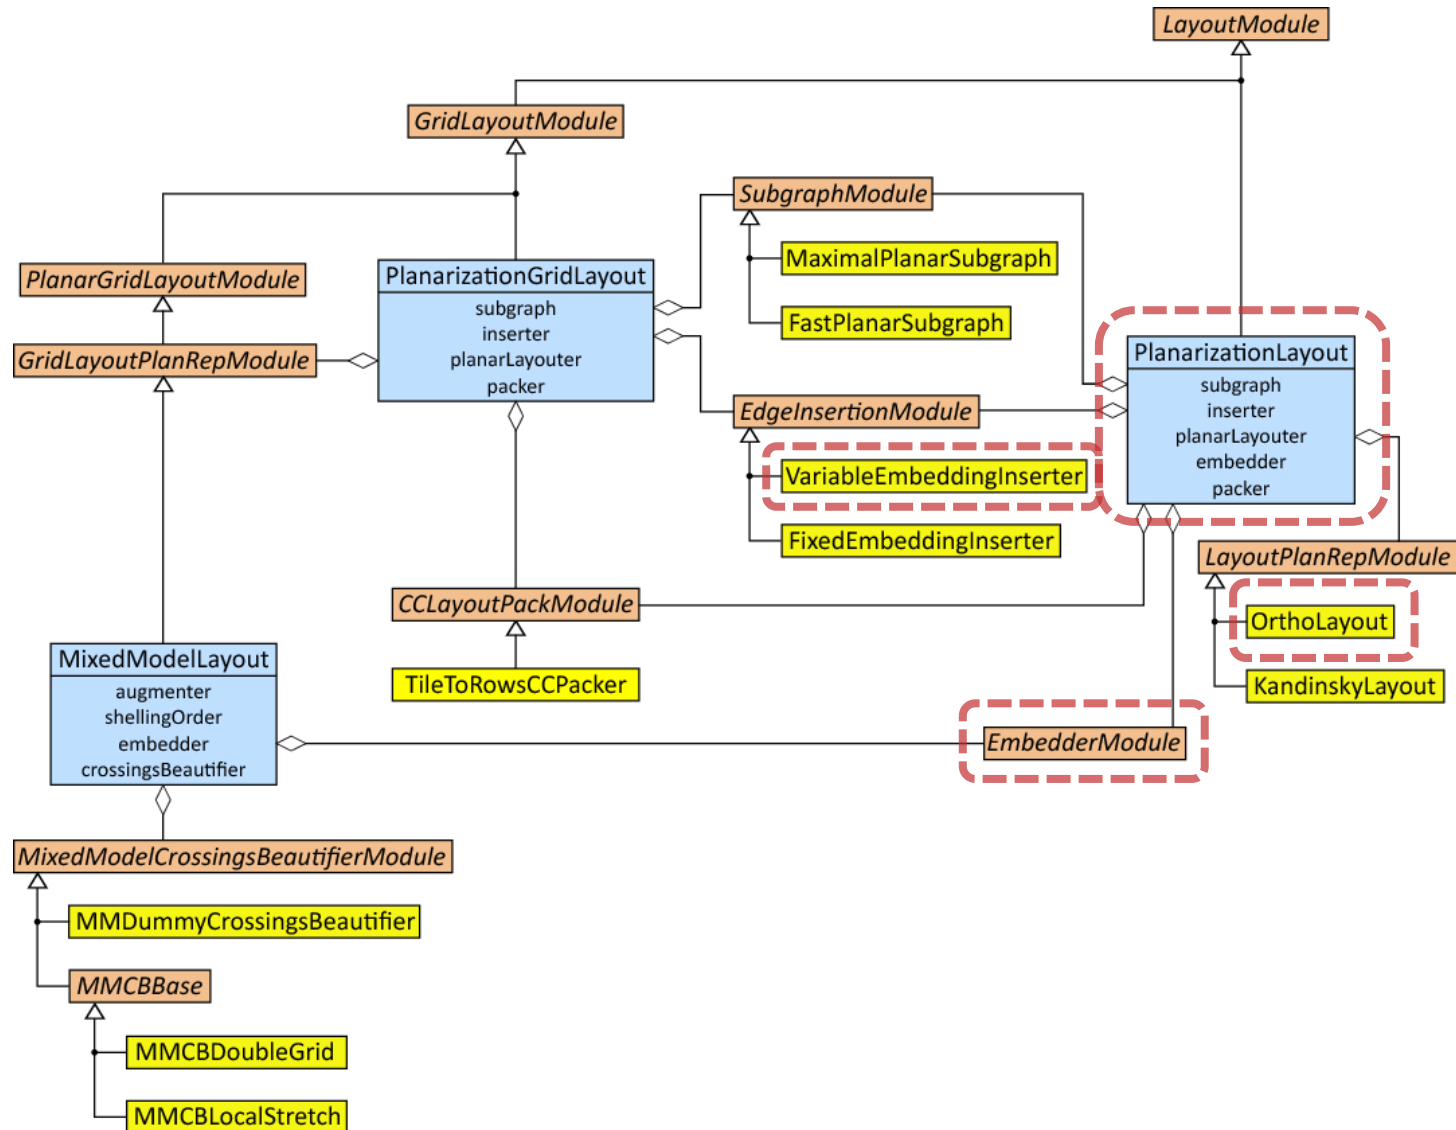 LayoutModule
GridLayoutModule
SubgraphModule
MaximalPlanarSubgraph
FastPlanarSubgraph
PlanarGridLayoutModule
GridLayoutPlanRepModule
PlanarizationGridLayout
subgraph
inserter
planarLayouter
packer
EdgeInsertionModule
VariableEmbeddingInserter
FixedEmbeddingInserter
PlanarizationLayout
subgraph
inserter
planarLayouter
embedder
packer
LayoutPlanRepModule
OrthoLayout
KandinskyLayout
CCLayoutPackModule
TileToRowsCCPacker
MixedModelLayout
augmenter
shellingOrder
embedder
crossingsBeautifier
EmbedderModule
MixedModelCrossingsBeautifierModule
MMDummyCrossingsBeautifier
MMCBBase
MMCBDoubleGrid
MMCBLocalStretch